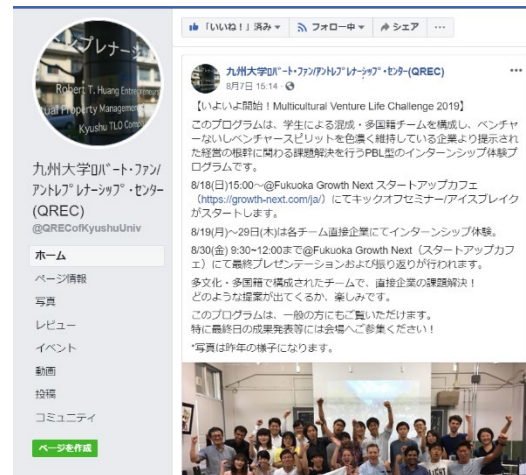 プレナーシ
Robert T. Huang Entrepreneurs
ual Property Management
Kyushu TLO Com
九州大学ロバート・ファン/
アントレプレナーシップ・センター
(QREC)
@QRECofKyushuUniv
ホーム
ページ情報
写真
レビュー
イベント
動画
投稿
コミュニティ
ページを作成
「いいね！」済み
フォロー中
シェア
九州大学ロバート・ファン/アントレプレナーシップ・センター(QREC)
8月7日 15:14
【いよいよ開始！Multicultural Venture Life Challenge 2019】
このプログラムは、学生による混成・多国籍チームを構成し、ベンチャ
ーないしベンチャースピリットを色濃く維持している企業より提示され
た経営の根幹に関わる課題解決を行うPBL型のインターンシップ体験プ
ログラムです。
8/18(日)15:00～@Fukuoka Growth Next スタートアップカフェ
（https://growth-next.com/ja/）にてキックオフセミナー/アイスブレイク
がスタートします。
8/19(月)～29日(木)は各チーム直接企業にてインターンシップ体験。
8/30(金) 9:30~12:00まで@Fukuoka Growth Next（スタートアップカフ
ェ）にて最終プレゼンテーションおよび振り返りが行われます。
多文化・多国籍で構成されたチームで、直接企業の課題解決！
どのような提案が出てくるか、楽しみです。
このプログラムは、一般の方にもご覧いただけます。
特に最終日の成果発表等には会場へご参集ください！
*写真は昨年の様子になります。